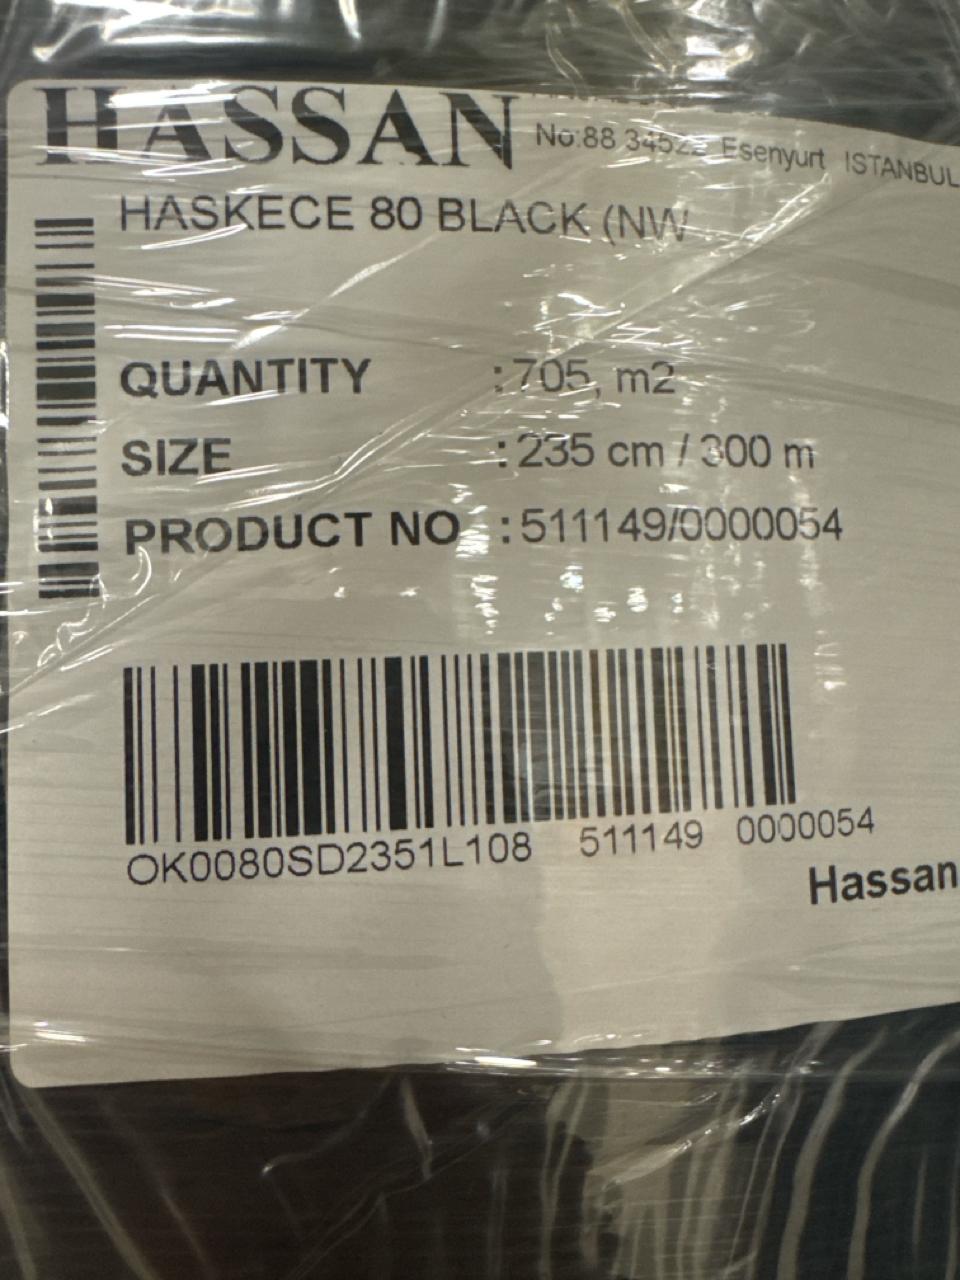 HASSAN
No:88 34522 Esenyurt ISTANBUL
HASKECE 80 BLACK (NW
QUANTITY : 705, m2
SIZE : 235 cm / 300 m
PRODUCT NO : 511149/0000054
OK0080SD2351L108 511149 0000054
Hassan